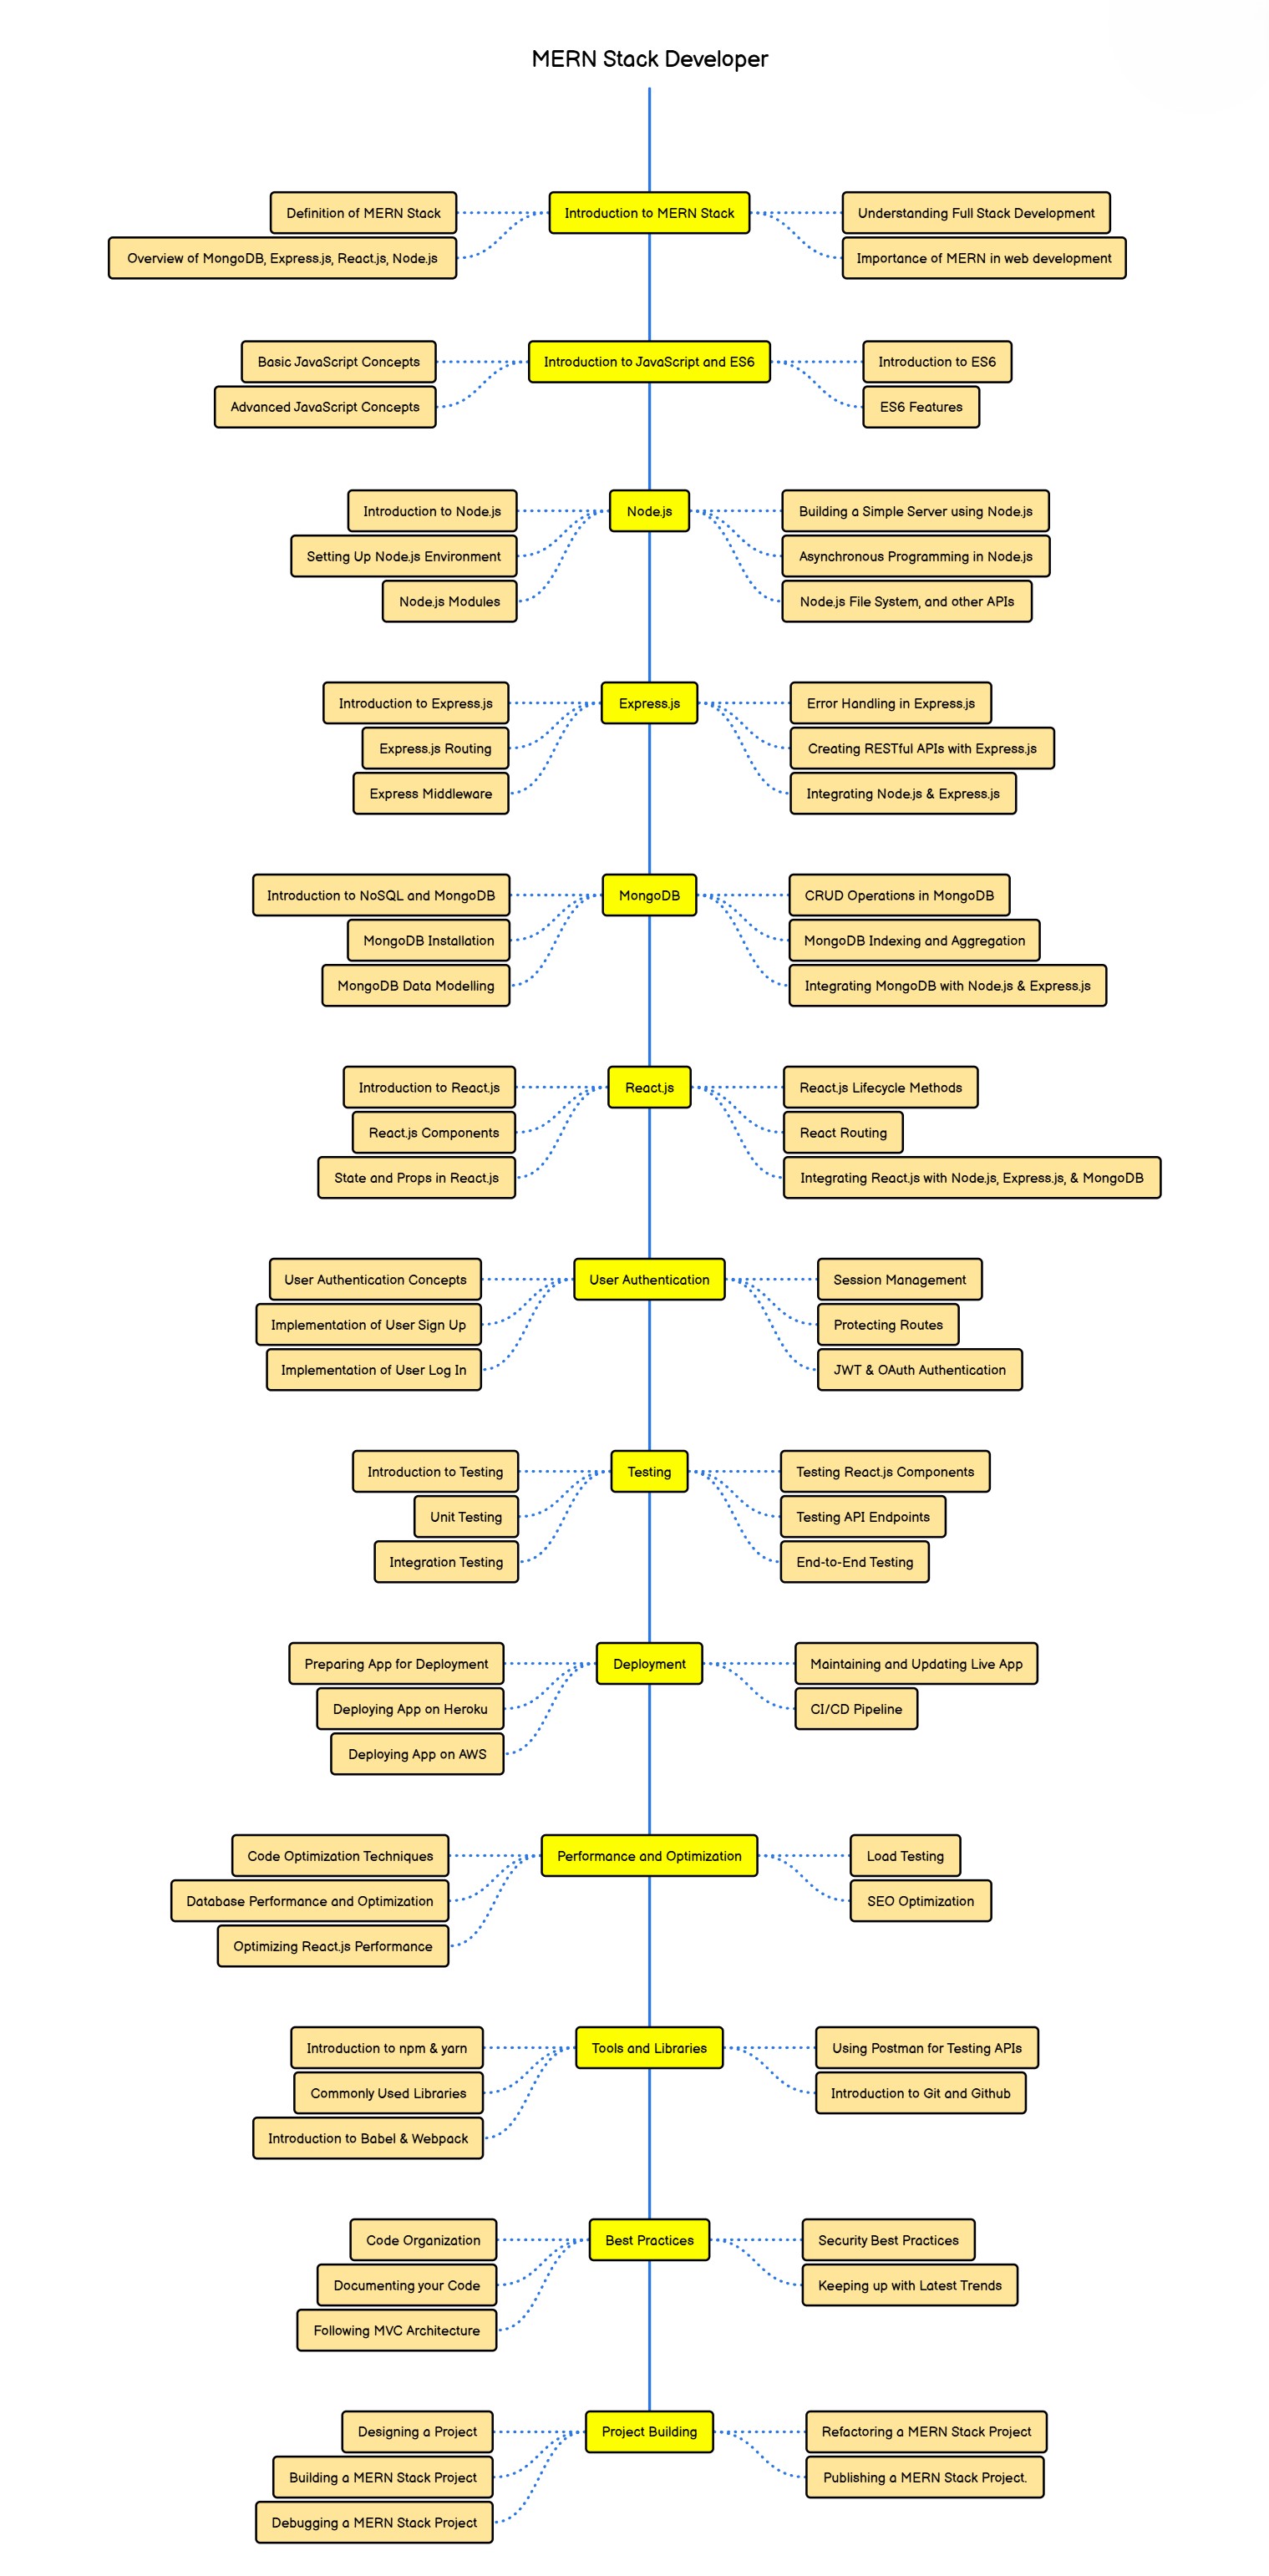 MERN Stack Developer
Introduction to MERN Stack
Definition of MERN Stack
Overview of MongoDB, Express.js, React.js, Node.js
Understanding Full Stack Development
Importance of MERN in web development
Introduction to JavaScript and ES6
Basic JavaScript Concepts
Advanced JavaScript Concepts
Introduction to ES6
ES6 Features
Node.js
Introduction to Node.js
Setting Up Node.js Environment
Node.js Modules
Building a Simple Server using Node.js
Asynchronous Programming in Node.js
Node.js File System, and other APIs
Express.js
Introduction to Express.js
Express.js Routing
Express Middleware
Error Handling in Express.js
Creating RESTful APIs with Express.js
Integrating Node.js & Express.js
MongoDB
Introduction to NoSQL and MongoDB
MongoDB Installation
MongoDB Data Modelling
CRUD Operations in MongoDB
MongoDB Indexing and Aggregation
Integrating MongoDB with Node.js & Express.js
React.js
Introduction to React.js
React.js Components
State and Props in React.js
React.js Lifecycle Methods
React Routing
Integrating React.js with Node.js, Express.js, & MongoDB
User Authentication
User Authentication Concepts
Implementation of User Sign Up
Implementation of User Log In
Session Management
Protecting Routes
JWT & OAuth Authentication
Testing
Introduction to Testing
Unit Testing
Integration Testing
Testing React.js Components
Testing API Endpoints
End-to-End Testing
Deployment
Preparing App for Deployment
Deploying App on Heroku
Deploying App on AWS
Maintaining and Updating Live App
CI/CD Pipeline
Performance and Optimization
Code Optimization Techniques
Database Performance and Optimization
Optimizing React.js Performance
Load Testing
SEO Optimization
Tools and Libraries
Introduction to npm & yarn
Commonly Used Libraries
Introduction to Babel & Webpack
Using Postman for Testing APIs
Introduction to Git and Github
Best Practices
Code Organization
Documenting your Code
Following MVC Architecture
Security Best Practices
Keeping up with Latest Trends
Project Building
Designing a Project
Building a MERN Stack Project
Debugging a MERN Stack Project
Refactoring a MERN Stack Project
Publishing a MERN Stack Project.